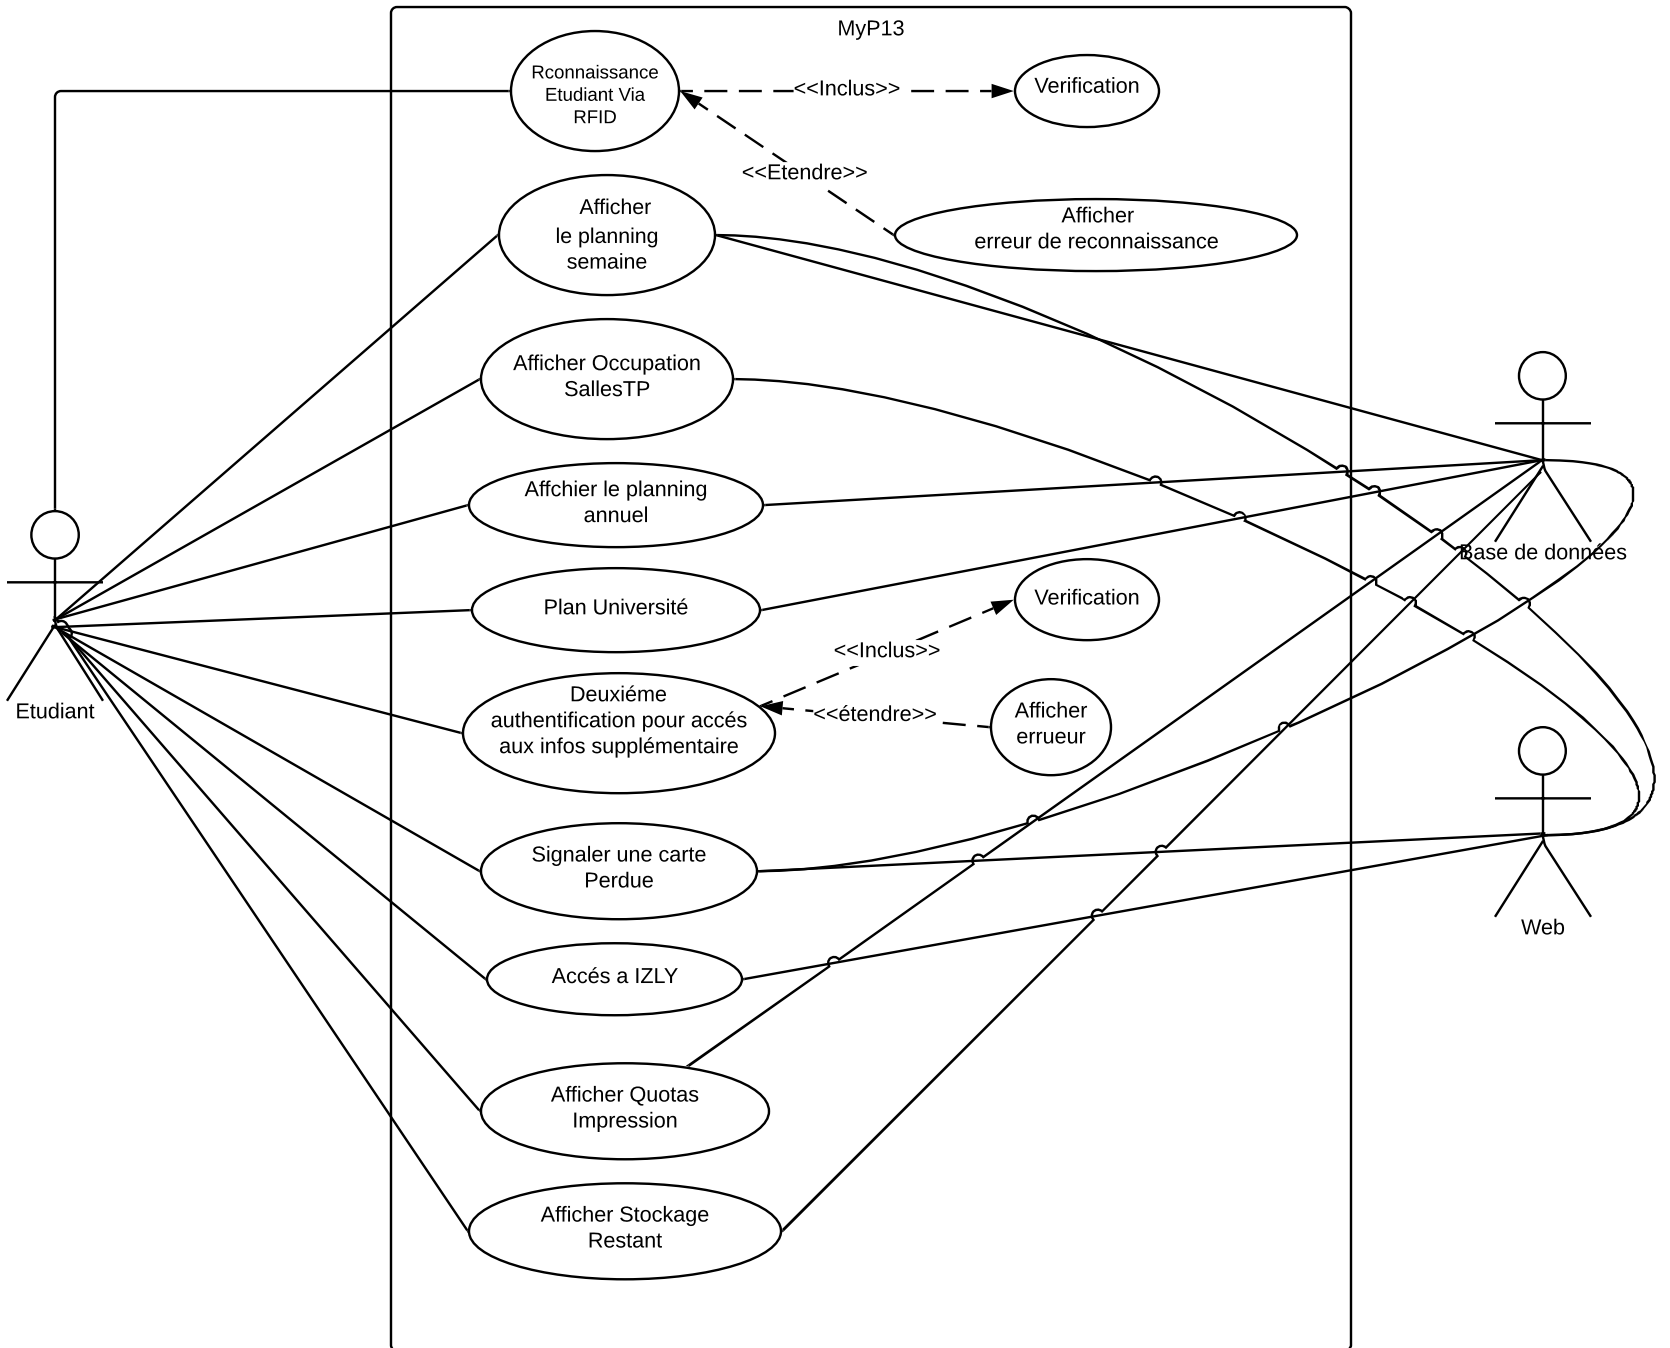 MyP13
Rconnaissance
Etudiant Via
RFID
<<Inclus>>
Verification
<<Etendre>>
Afficher
erreur de reconnaissance
Afficher
le planning
semaine
Afficher Occupation
SallesTP
Affchier le planning
annuel
Base de données
Plan Université
Verification
<<Inclus>>
Deuxiéme
authentification pour accés
aux infos supplémentaire
<<étendre>>
Afficher
errueur
Etudiant
Signaler une carte
Perdue
Web
Accés a IZLY
Afficher Quotas
Impression
Afficher Stockage
Restant